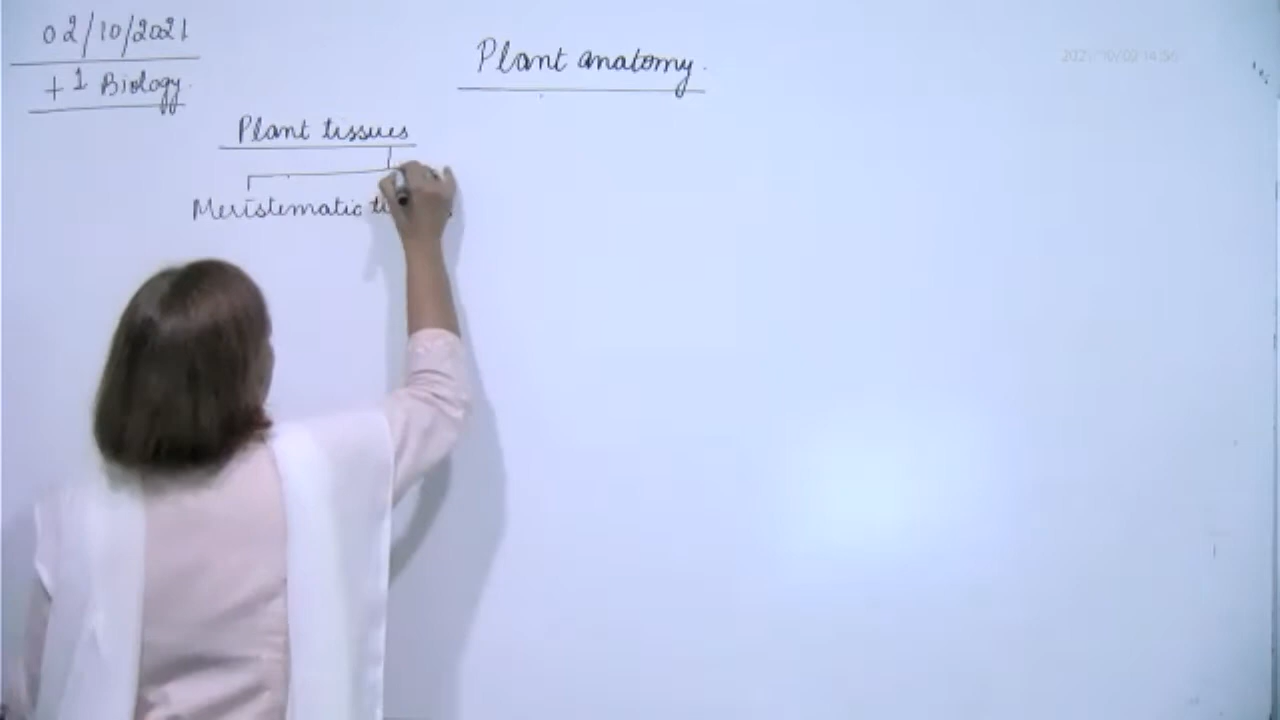 02/10/2021
+1 Biology
Plant anatomy.
Plant tissues
Meristematic